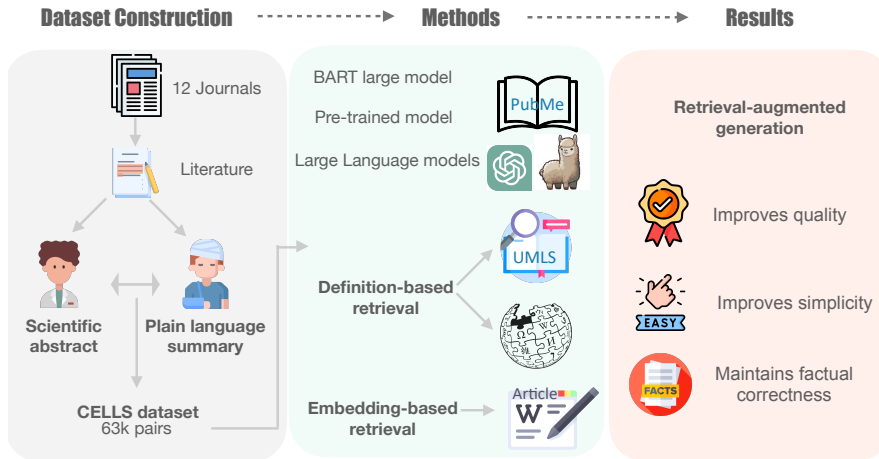 Dataset Construction
Methods
Results
12 Journals
Literature
Scientific
abstract
Plain language
summary
CELLS dataset
63k pairs
BART large model
Pre-trained model
PubMe
Large Language models
Definition-based
retrieval
UMLS
Ω
W
И
Embedding-based
retrieval
Article
W
Retrieval-augmented
generation
Improves quality
Improves simplicity
EASY
Maintains factual
correctness
FACTS